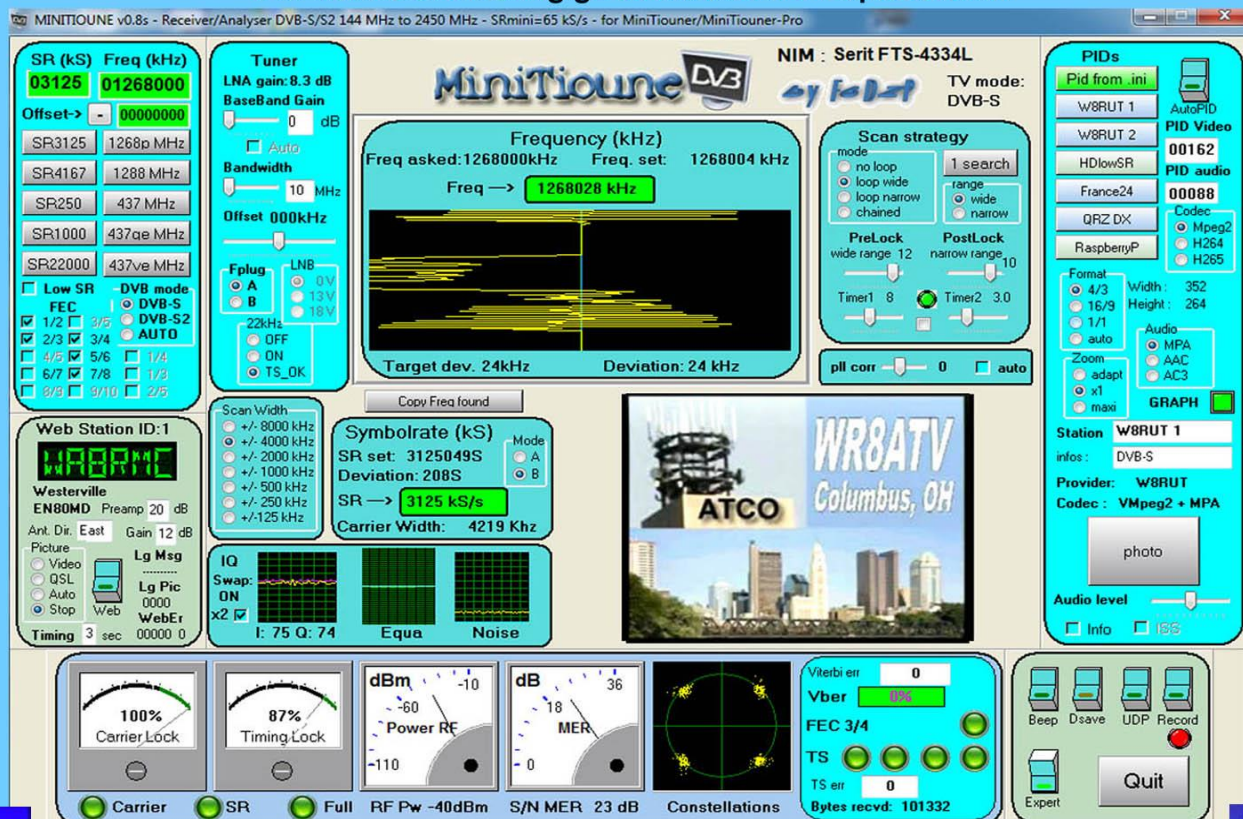 MINITIOUNE v0.8s - Receiver/Analyser DVB-S/S2 144 MHz to 2450 MHz - SRmini=65 kS/s - for MiniTiouner/MiniTiouner-Pro
SR (kS) Freq (kHz)
03125 01268000
Offset-> - 00000000
SR3125 1268p MHz
SR4167 1288 MHz
SR250 437 MHz
SR1000 437qe MHz
SR22000 437ve MHz
Low SR
FEC
1/2 3/5
2/3 3/4
4/5 5/6 1/4
6/7 7/8 1/3
8/9 9/10 2/5
DVB mode
DVB-S
DVB-S2
AUTO
Tuner
LNA gain:8.3 dB
BaseBand Gain
0 dB
Auto
Bandwidth
10 MHz
Offset 000kHz
Fplug
A
B
LNB
0V
13V
18V
22kHz
OFF
ON
TS_OK
MiniTioune DVB
by F6DZP
NIM : Serit FTS-4334L
TV mode:
DVB-S
Frequency (kHz)
Freq asked:1268000kHz Freq. set: 1268004 kHz
Freq —> 1268028 kHz
Target dev. 24kHz Deviation: 24 kHz
Scan strategy
mode
no loop
loop wide
loop narrow
chained
1 search
range
wide
narrow
PreLock PostLock
wide range 12 narrow range 10
Timer1 8 Timer2 3.0
pll corr 0 auto
PIDs
Pid from .ini
W8RUT 1
W8RUT 2
HDlowSR
France24
QRZ DX
RaspberryP
AutoPID
PID Video
00162
PID audio
00088
Codec
Mpeg2
H264
H265
Format
4/3
16/9
1/1
auto
Width : 352
Height : 264
Audio
MPA
AAC
AC3
Zoom
adapt
x1
maxi
GRAPH
Station W8RUT 1
infos : DVB-S
Provider: W8RUT
Codec : VMpeg2 + MPA
photo
Audio level
Info ISS
Web Station ID:1
WA8RMC
Westerville
EN80MD Preamp 20 dB
Ant. Dir. East Gain 12 dB
Picture
Video
QSL
Auto
Stop
Web
Lg Msg
----------
Lg Pic
0000
WebEr
00000 0
Timing 3 sec
Scan Width
+/- 8000 kHz
+/- 4000 kHz
+/- 2000 kHz
+/- 1000 kHz
+/- 500 kHz
+/- 250 kHz
+/-125 kHz
Copy Freq found
Symbolrate (kS)
SR set: 3125049S
Deviation: 208S
SR —> 3125 kS/s
Carrier Width: 4219 Khz
Mode
A
B
IQ
Swap:
ON
x2
I: 75 Q: 74 Equa Noise
ATCO
WR8ATV
Columbus, OH
100%
Carrier Lock
87%
Timing Lock
dBm
-10
-60
Power RF
-110
dB
36
18
MER
0
Carrier SR Full RF Pw -40dBm S/N MER 23 dB Constellations
Viterbi err 0
Vber 0%
FEC 3/4
TS
TS err 0
Bytes recvd: 101332
Beep Dsave UDP Record
Expert
Quit